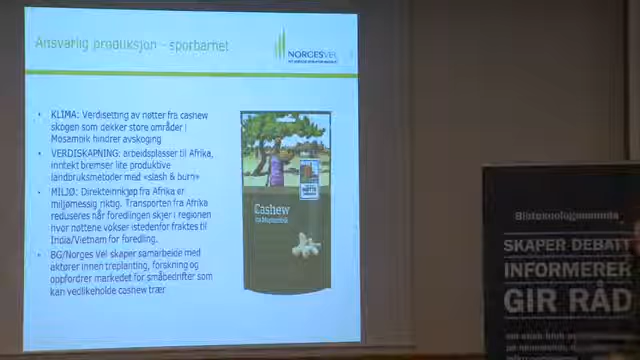 Ansvarlig produksjon - sporbarhet
NORGESVEL
• KLIMA: Verdisetting av nøtter fra cashew
skogen som dekker store områder i
Mosambik hindrer avskoging
• VERDISKAPNING: arbeidsplasser til Afrika,
inntekt bremser lite produktive
landbruksmetoder med «slash & burn»
• MILJØ: Direkteinnkjøp fra Afrika er
miljømessig riktig. Transporten fra Afrika
reduseres når foredlingen skjer i regionen
hvor nøttene vokser istedenfor fraktes til
India/Vietnam for foredling.
• BG/Norges Vel skaper samarbeide med
aktører innen treplanting, forskning og
oppfordrer markedet for småbedrifter som
kan vedlikeholde cashew trær
Cashew
fra Mosambik
Bioteknologinemnda
SKAPER DEBATT
INFORMERER
GIR RÅD